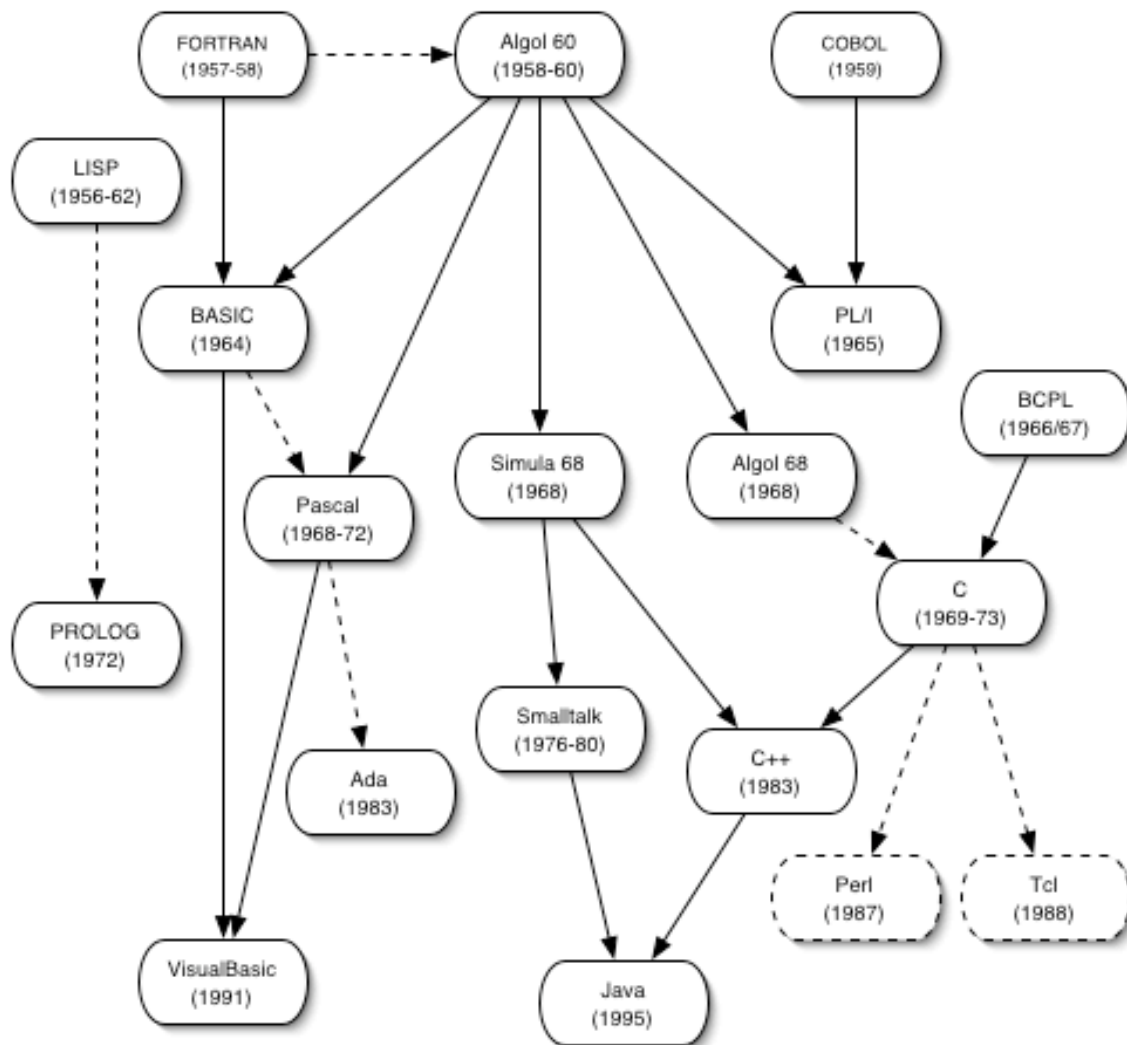 FORTRAN
(1957-58)
Algol 60
(1958-60)
COBOL
(1959)
LISP
(1956-62)
BASIC
(1964)
PL/I
(1965)
BCPL
(1966/67)
Simula 68
(1968)
Algol 68
(1968)
Pascal
(1968-72)
C
(1969-73)
PROLOG
(1972)
Smalltalk
(1976-80)
C++
(1983)
Ada
(1983)
Perl
(1987)
Tcl
(1988)
VisualBasic
(1991)
Java
(1995)